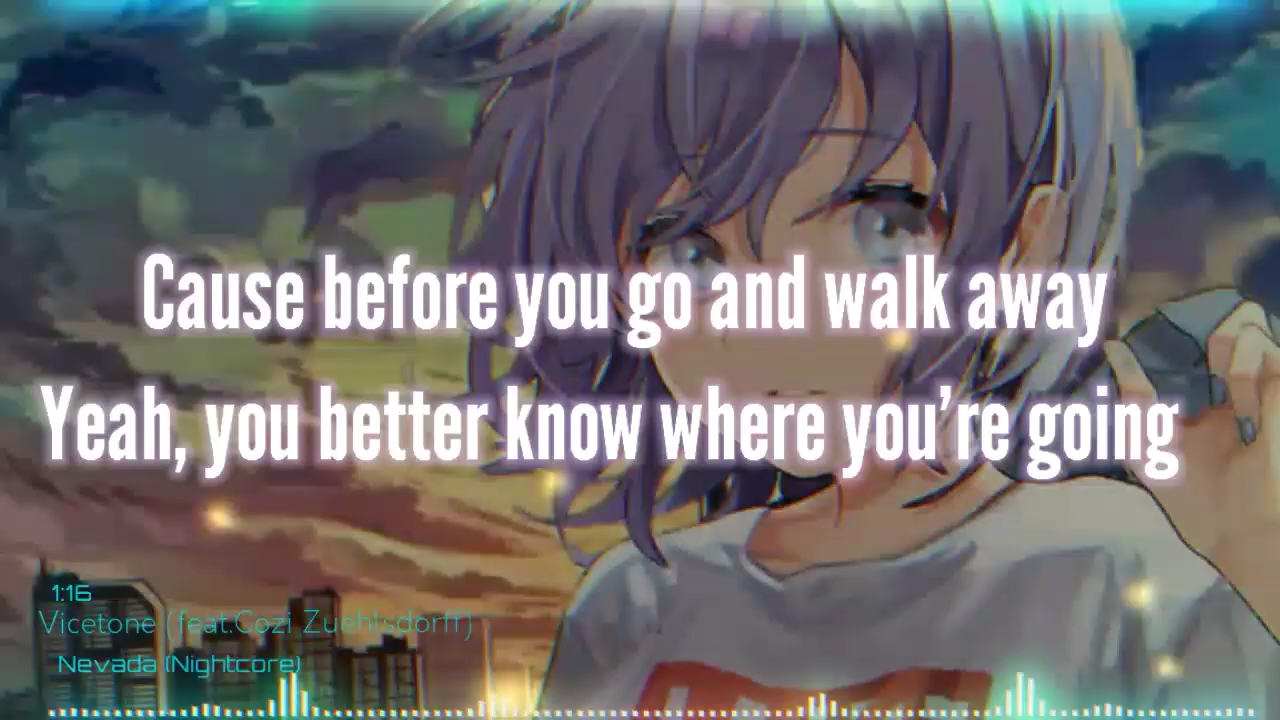 Cause before you go and walk away
Yeah, you better know where you're going
1:16
Vicetone (feat.Cozi Zuehlsdorff)
Nevada (Nightcore)